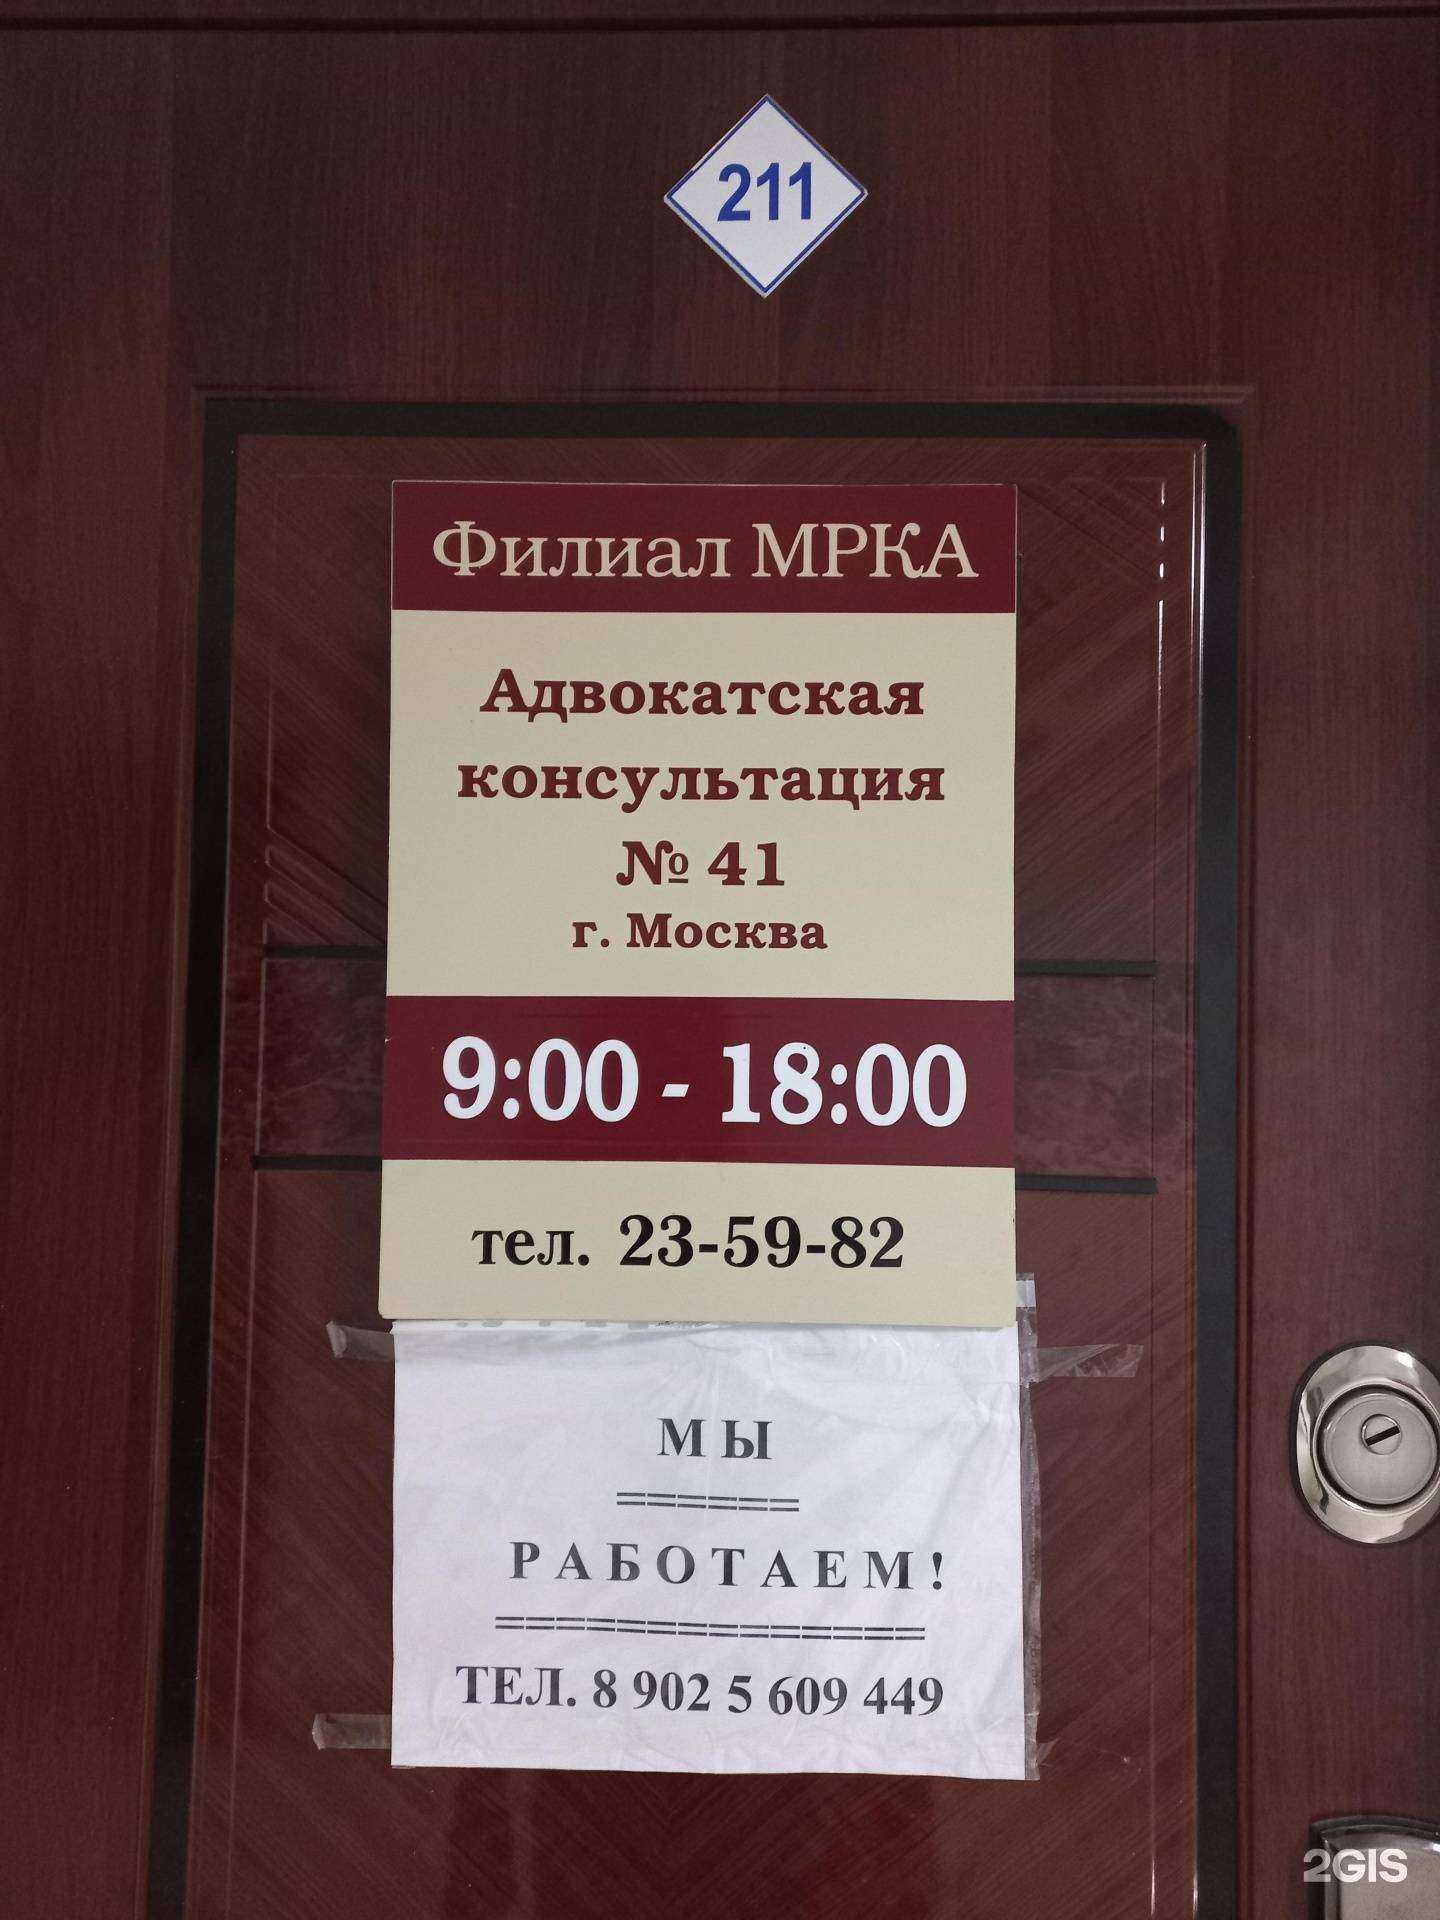 211
Филиал МРКА
Адвокатская
консультация
№ 41
г. Москва
9:00 - 18:00
тел. 23-59-82
МЫ
======
РАБОТАЕМ!
==============
ТЕЛ. 8 902 5 609 449
2GIS